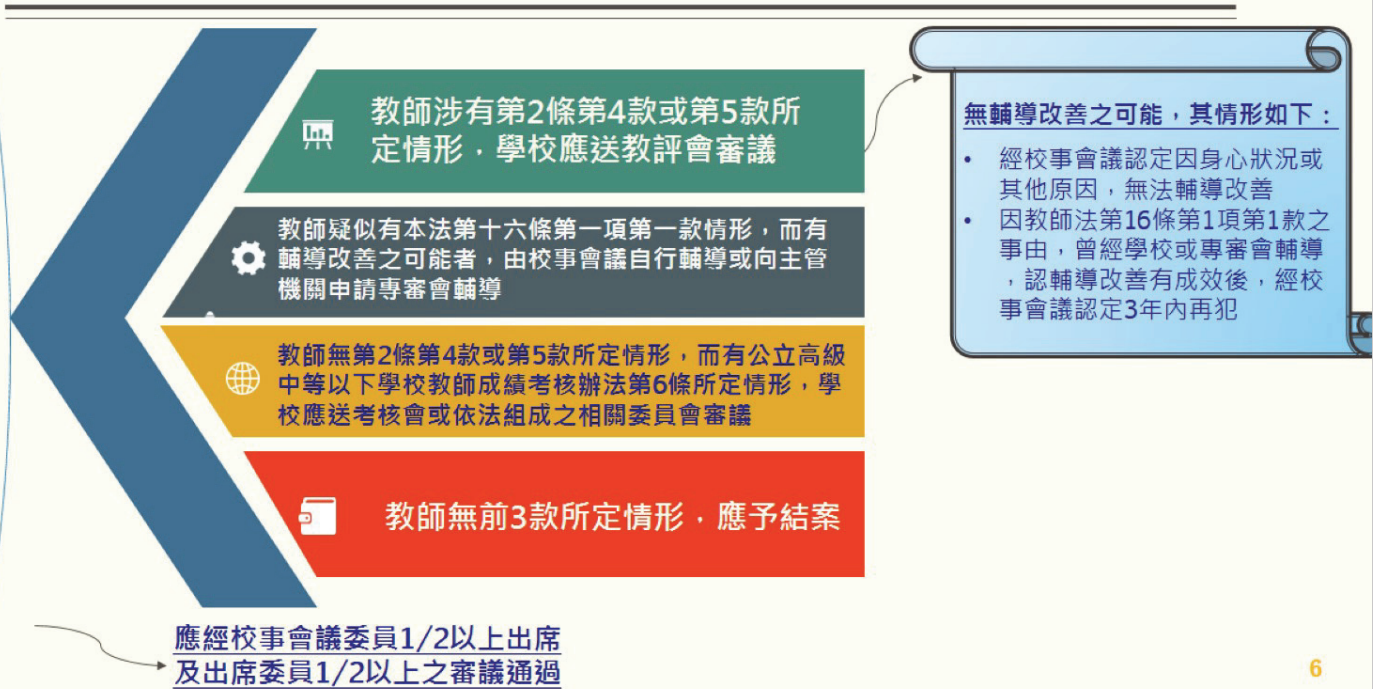 教師涉有第2條第4款或第5款所
定情形，學校應送教評會審議
教師疑似有本法第十六條第一項第一款情形，而有
輔導改善之可能者，由校事會議自行輔導或向主管
機關申請專審會輔導
教師無第2條第4款或第5款所定情形，而有公立高級
中等以下學校教師成績考核辦法第6條所定情形，學
校應送考核會或依法組成之相關委員會審議
教師無前3款所定情形，應予結案
應經校事會議委員1/2以上出席
及出席委員1/2以上之審議通過
無輔導改善之可能，其情形如下：
• 經校事會議認定因身心狀況或
其他原因，無法輔導改善
• 因教師法第16條第1項第1款之
事由，曾經學校或專審會輔導
，認輔導改善有成效後，經校
事會議認定3年內再犯
6